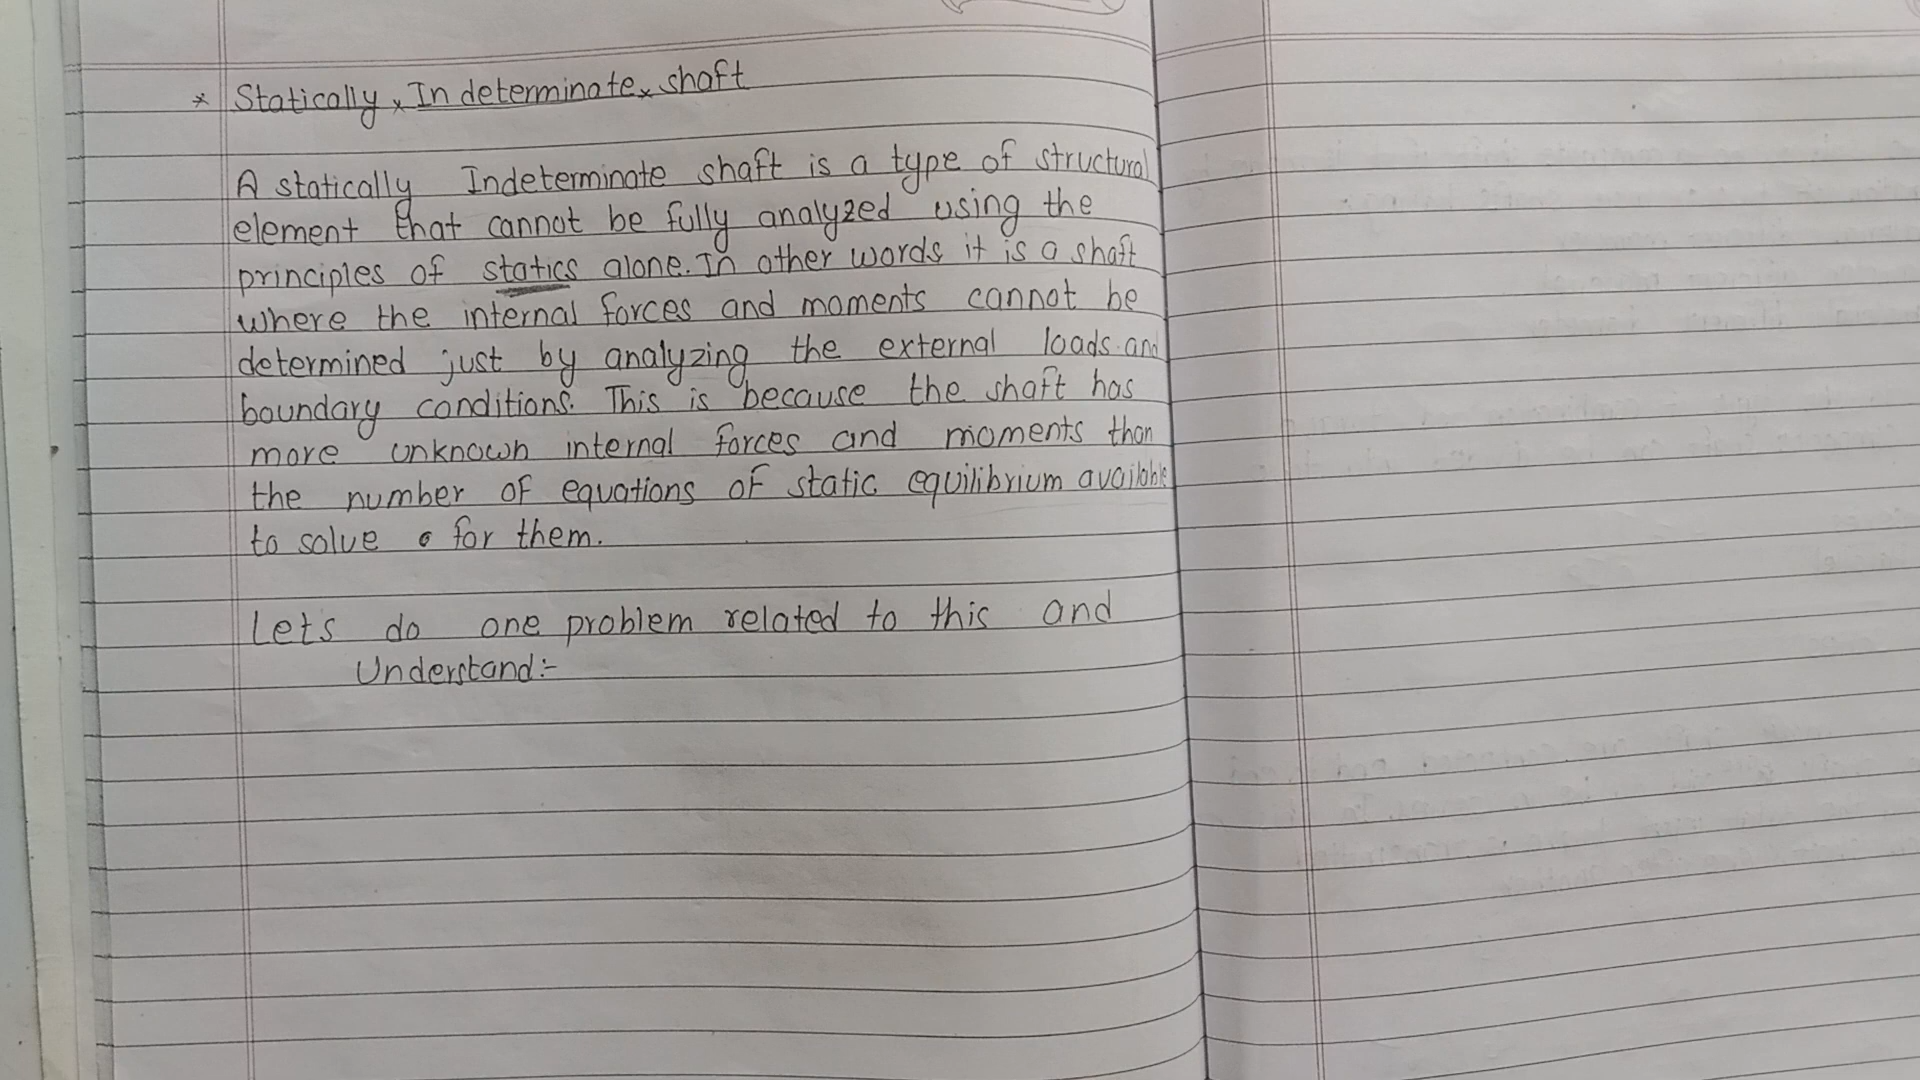 * Statically x Indeterminate x shaft
A statically Indeterminate shaft is a type of structural
element that cannot be fully analyzed using the
principles of statics alone. In other words it is a shaft
where the internal forces and moments cannot be
determined just by analyzing the external loads and
boundary conditions. This is because the shaft has
more unknown internal forces and moments than
the number of equations of static equilibrium available
to solve for them.
Lets do one problem related to this and
Understand:-